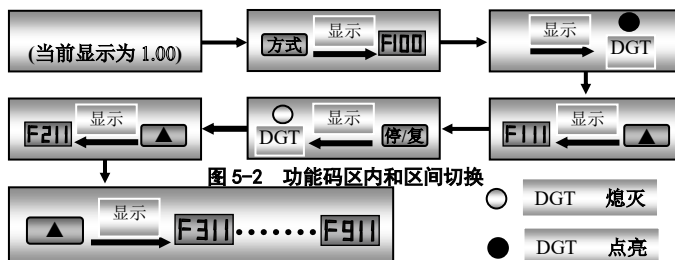 (当前显示为 1.00)
方式 显示 F100
显示 DGT
F211 显示 ▲
DGT 显示 停/复
F111 显示 ▲
图 5-2 功能码区内和区间切换
▲ 显示 F311 ······· F911
○ DGT 熄灭
● DGT 点亮